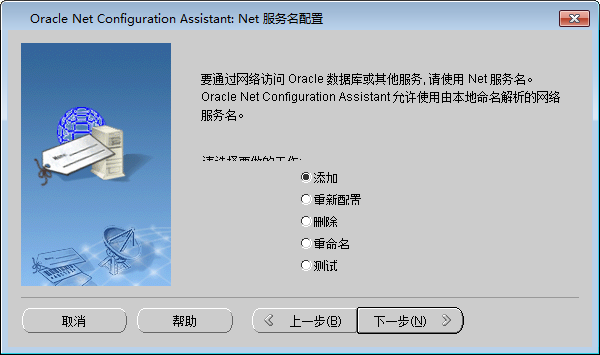 Oracle Net Configuration Assistant: Net 服务名配置
要通过网络访问 Oracle 数据库或其他服务, 请使用 Net 服务名。
Oracle Net Configuration Assistant 允许使用由本地命名解析的网络
服务名。
请选择要做的工作:
添加
重新配置
删除
重命名
测试
取消
帮助
上一步(B)
下一步(N)